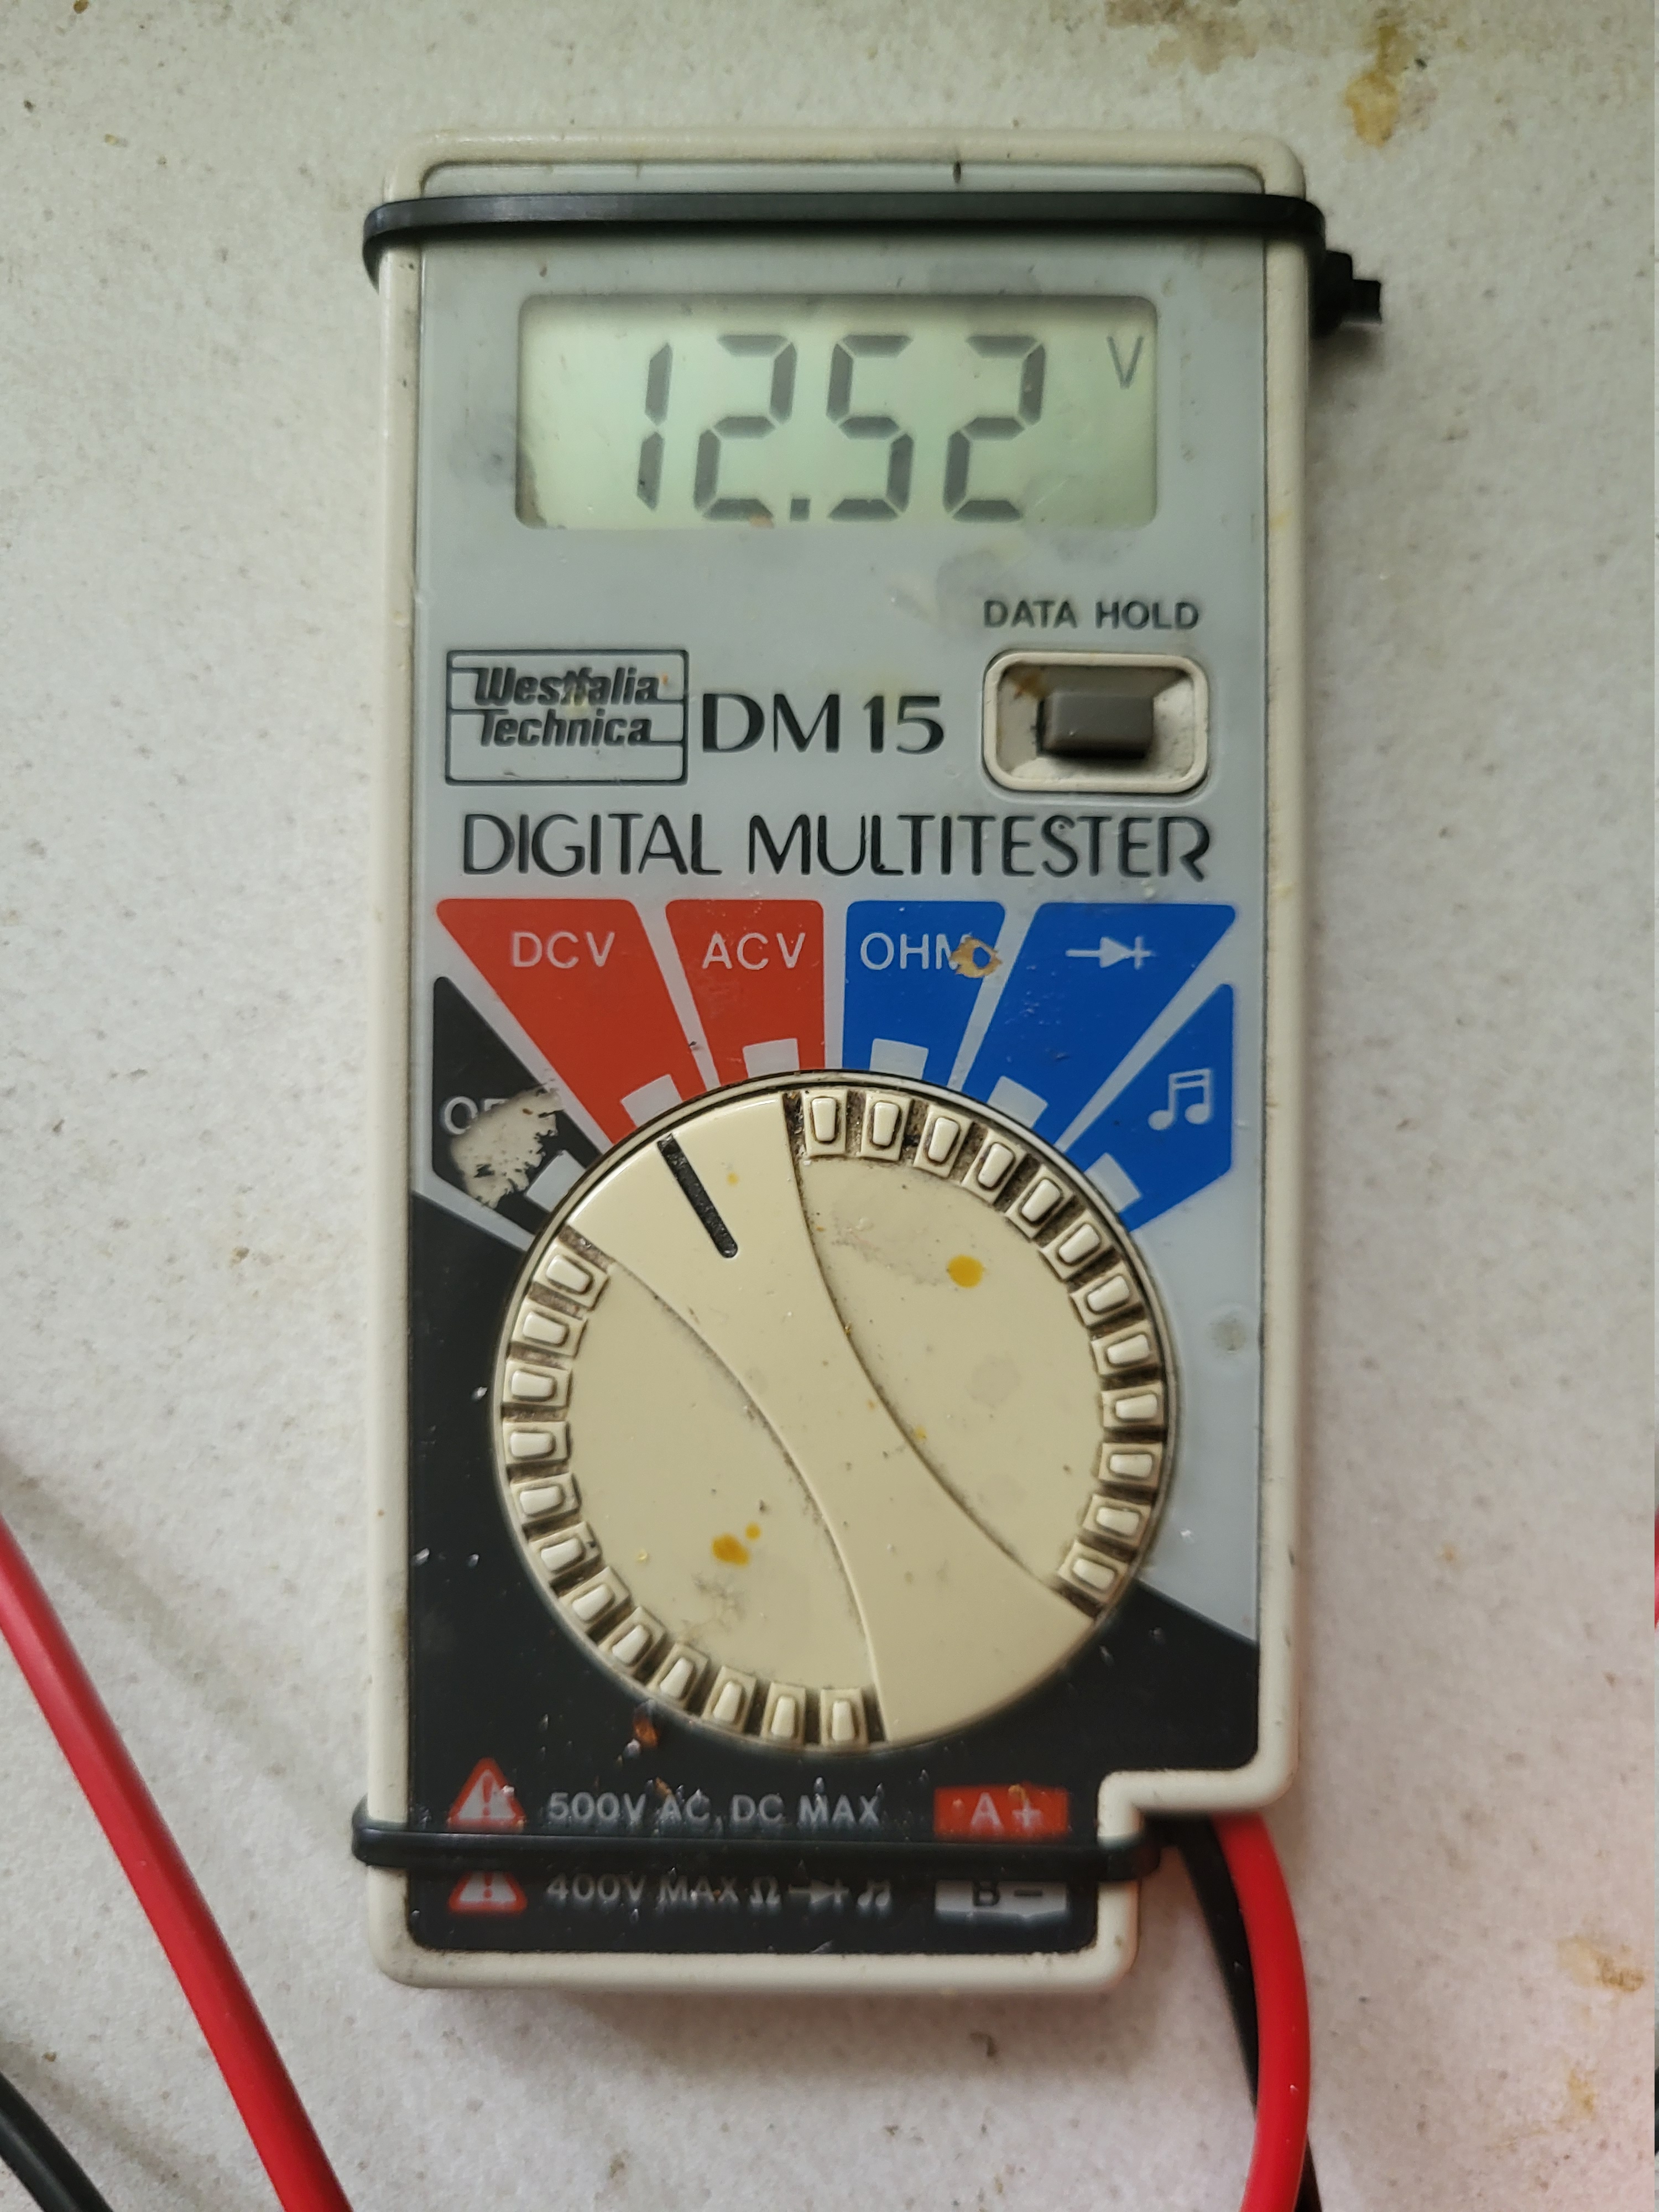 12.52 V
DATA HOLD
Westfalia
Technica
DM 15
DIGITAL MULTITESTER
DCV ACV OHM
500V AC, DC MAX A +
400V MAX Ω B -